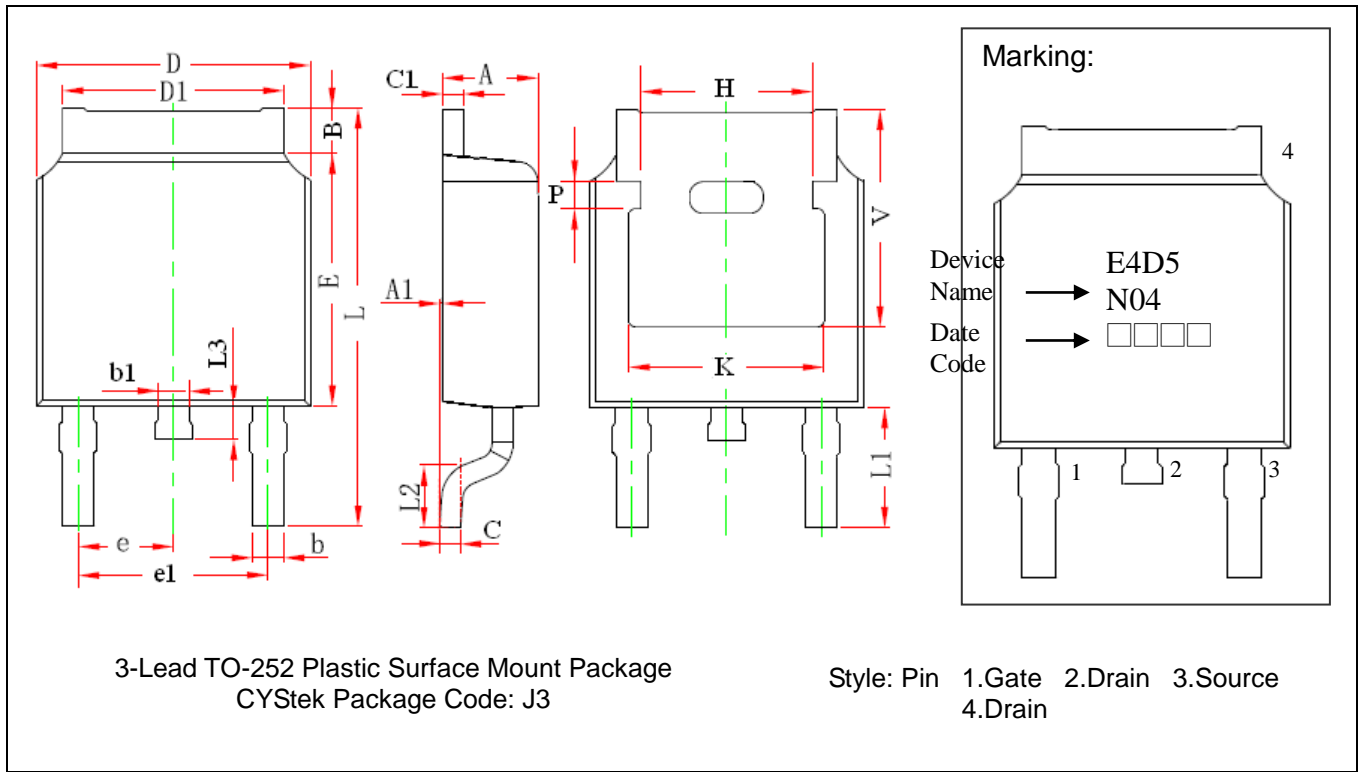 D
D1
B
E
L
L3
b1
e
e1
b
C1
A
A1
L2
C
H
P
V
K
L1
Marking:
4
Device
Name
E4D5
N04
Date
Code
□□□□
1
2
3
3-Lead TO-252 Plastic Surface Mount Package
CYStek Package Code: J3
Style: Pin 1.Gate 2.Drain 3.Source
4.Drain